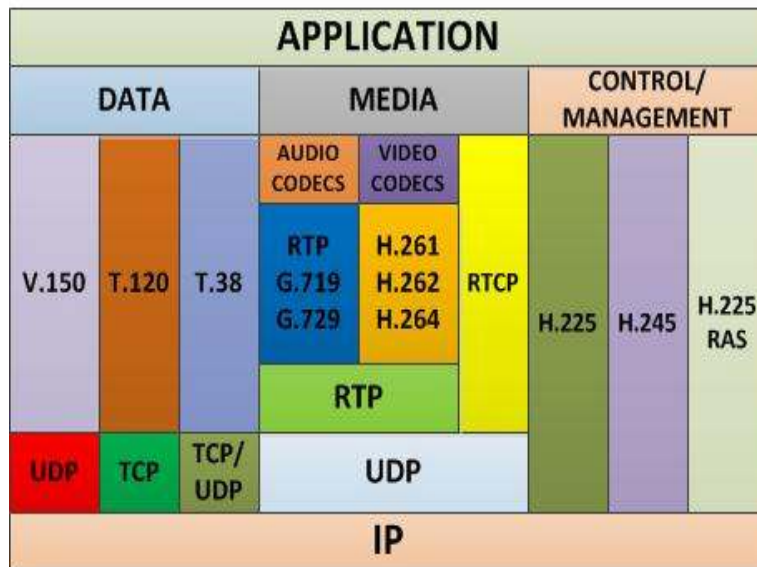 APPLICATION
DATA
MEDIA
CONTROL/
MANAGEMENT
AUDIO
CODECS
VIDEO
CODECS
V.150
T.120
T.38
RTP
G.719
G.729
H.261
H.262
H.264
RTCP
H.225
H.245
H.225
RAS
RTP
UDP
TCP
TCP/
UDP
UDP
IP